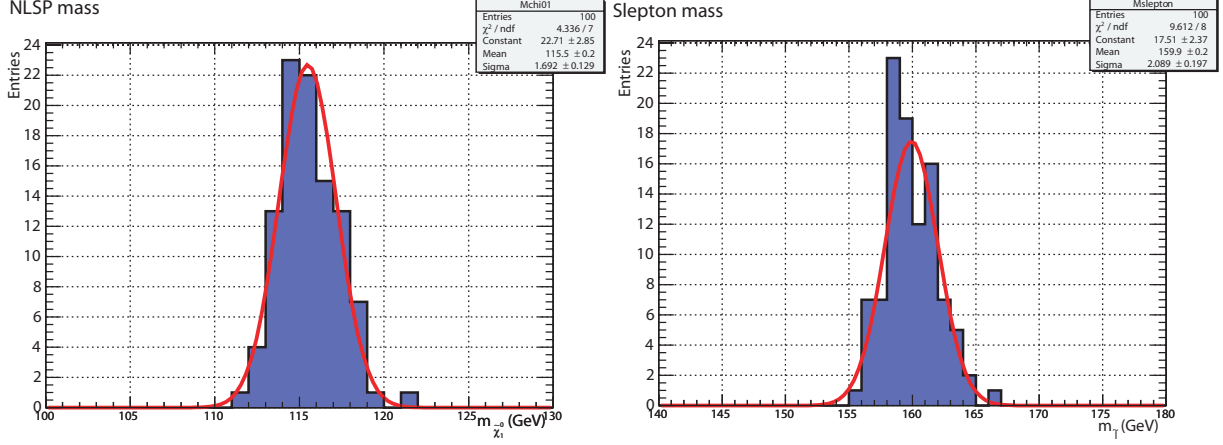 NLSP mass
Mchi01
Entries 100
χ² / ndf 4.336 / 7
Constant 22.71 ± 2.85
Mean 115.5 ± 0.2
Sigma 1.692 ± 0.129
Entries
24
22
20
18
16
14
12
10
8
6
4
2
0
100 105 110 115 120 125 130
m_χ̃₁⁰ (GeV)
Slepton mass
Mslepton
Entries 100
χ² / ndf 9.612 / 8
Constant 17.51 ± 2.37
Mean 159.9 ± 0.2
Sigma 2.089 ± 0.197
Entries
24
22
20
18
16
14
12
10
8
6
4
2
0
140 145 150 155 160 165 170 175 180
m_l̃ (GeV)